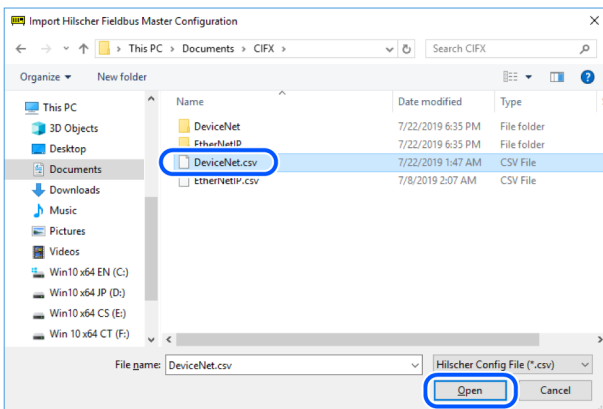 Import Hilscher Fieldbus Master Configuration
This PC > Documents > CIFX >
Search CIFX
Organize
New folder
This PC
3D Objects
Desktop
Documents
Downloads
Music
Pictures
Videos
Win10 x64 EN (C:)
Win10 x64 JP (D:)
Win10 x64 CS (E:)
Win 10 x64 CT (F:)
Name Date modified Type
DeviceNet 7/22/2019 6:35 PM File folder
EtherNetIP 7/22/2019 6:35 PM File folder
DeviceNet.csv 7/22/2019 1:47 AM CSV File
EtherNetIP.csv 7/8/2019 2:07 AM CSV File
File name: DeviceNet.csv
Hilscher Config File (*.csv)
Open Cancel